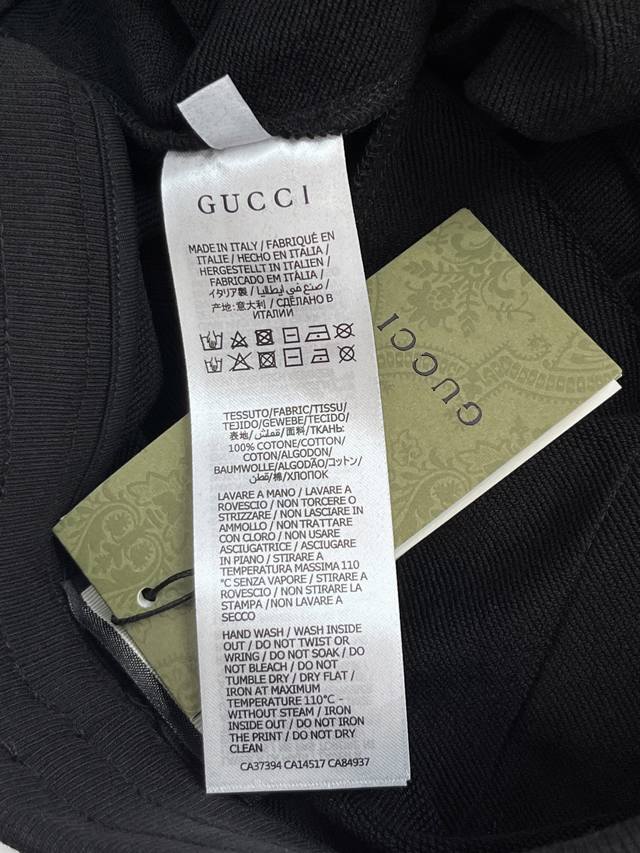 GUCCI
MADE IN ITALY / FABRIQUÉ EN
ITALIE / HECHO EN ITALIA /
HERGESTELLT IN ITALIEN /
FABRICADO EM ITÁLIA /
イタリア製 / صنع في إيطاليا /
产地: 意大利 / СДЕЛАНО В
ИТАЛИИ
TESSUTO/FABRIC/TISSU/
TEJIDO/GEWEBE/TECIDO/
表地/قماش/面料/ТКАНЬ:
100% COTONE/COTTON/
COTON/ALGODON/
BAUMWOLLE/ALGODÃO/コットン/
قطن/棉/ХЛОПОК
LAVARE A MANO / LAVARE A
ROVESCIO / NON TORCERE O
STRIZZARE / NON LASCIARE IN
AMMOLLO / NON TRATTARE
CON CLORO / NON USARE
ASCIUGATRICE / ASCIUGARE
IN PIANO / STIRARE A
TEMPERATURA MASSIMA 110
°C SENZA VAPORE / STIRARE A
ROVESCIO / NON STIRARE LA
STAMPA /NON LAVARE A
SECCO
HAND WASH / WASH INSIDE
OUT / DO NOT TWIST OR
WRING / DO NOT SOAK / DO
NOT BLEACH / DO NOT
TUMBLE DRY / DRY FLAT /
IRON AT MAXIMUM
TEMPERATURE 110°C –
WITHOUT STEAM / IRON
INSIDE OUT / DO NOT IRON
THE PRINT / DO NOT DRY
CLEAN
CA37394 CA14517 CA84937
GUCCI